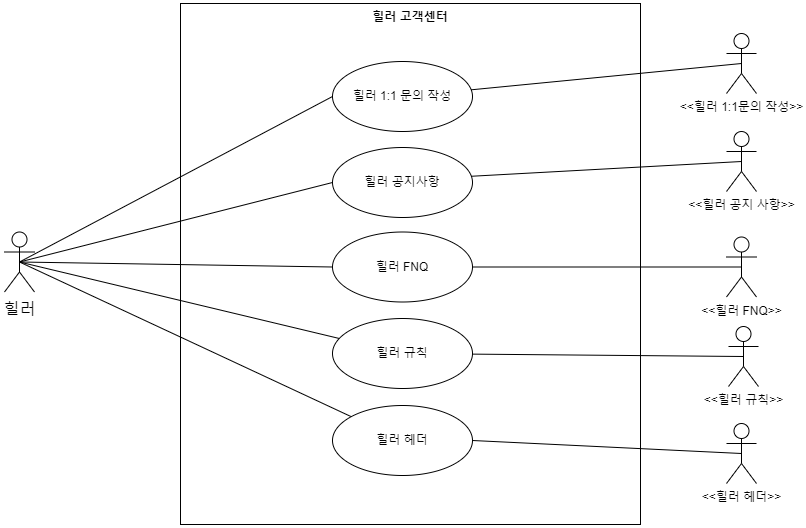 힐러 고객센터
힐러 1:1 문의 작성
<<힐러 1:1문의 작성>>
힐러 공지사항
<<힐러 공지 사항>>
힐러
힐러 FNQ
<<힐러 FNQ>>
힐러 규칙
<<힐러 규칙>>
힐러 헤더
<<힐러 헤더>>